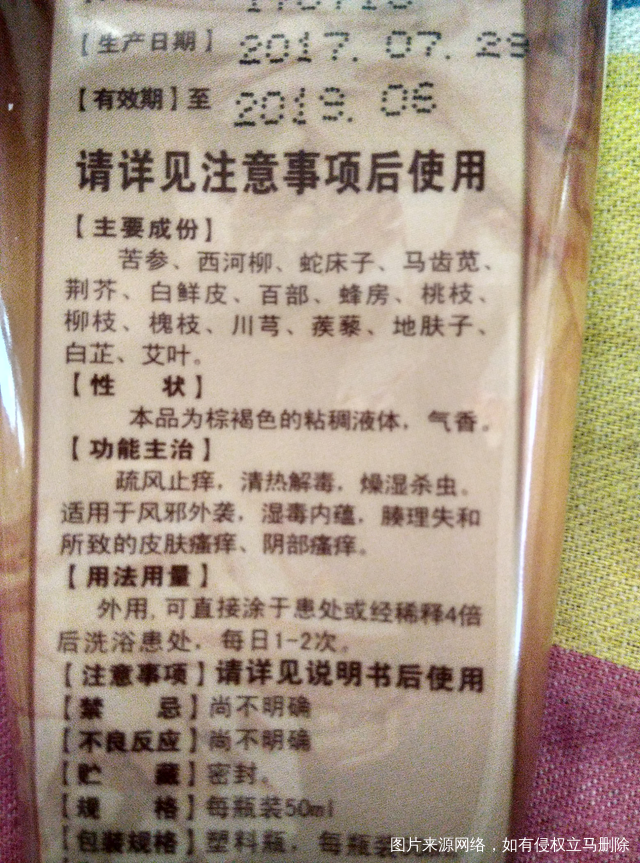 【生产日期】 2017. 07. 29
【有效期】至 2019. 06
请详见注意事项后使用
【主要成份】
苦参、西河柳、蛇床子、马齿苋、
荆芥、白鲜皮、百部、蜂房、桃枝、
柳枝、槐枝、川芎、蒺藜、地肤子、
白芷、艾叶。
【性 状】
本品为棕褐色的粘稠液体，气香。
【功能主治】
疏风止痒，清热解毒，燥湿杀虫。
适用于风邪外袭，湿毒内蕴，腠理失和
所致的皮肤瘙痒、阴部瘙痒。
【用法用量】
外用，可直接涂于患处或经稀释4倍
后洗浴患处，每日1-2次。
【注意事项】请详见说明书后使用
【禁 忌】尚不明确
【不良反应】尚不明确
【贮 藏】密封。
【规 格】每瓶装50ml
【包装规格】塑料瓶，每瓶装
图片来源网络，如有侵权立马删除